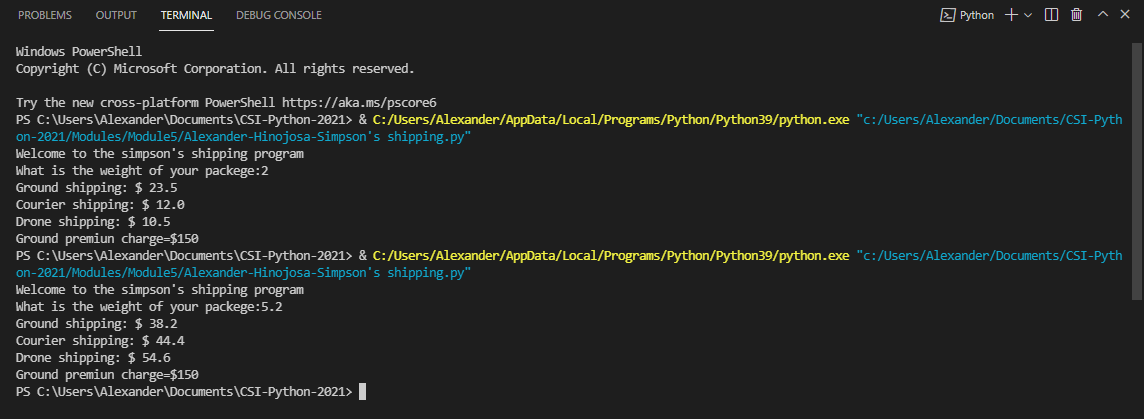 PROBLEMS OUTPUT TERMINAL DEBUG CONSOLE Python
Windows PowerShell
Copyright (C) Microsoft Corporation. All rights reserved.
Try the new cross-platform PowerShell https://aka.ms/pscore6
PS C:\Users\Alexander\Documents\CSI-Python-2021> & C:/Users/Alexander/AppData/Local/Programs/Python/Python39/python.exe "c:/Users/Alexander/Documents/CSI-Pyth
on-2021/Modules/Module5/Alexander-Hinojosa-Simpson's shipping.py"
Welcome to the simpson's shipping program
What is the weight of your packege:2
Ground shipping: $ 23.5
Courier shipping: $ 12.0
Drone shipping: $ 10.5
Ground premiun charge=$150
PS C:\Users\Alexander\Documents\CSI-Python-2021> & C:/Users/Alexander/AppData/Local/Programs/Python/Python39/python.exe "c:/Users/Alexander/Documents/CSI-Pyth
on-2021/Modules/Module5/Alexander-Hinojosa-Simpson's shipping.py"
Welcome to the simpson's shipping program
What is the weight of your packege:5.2
Ground shipping: $ 38.2
Courier shipping: $ 44.4
Drone shipping: $ 54.6
Ground premiun charge=$150
PS C:\Users\Alexander\Documents\CSI-Python-2021>